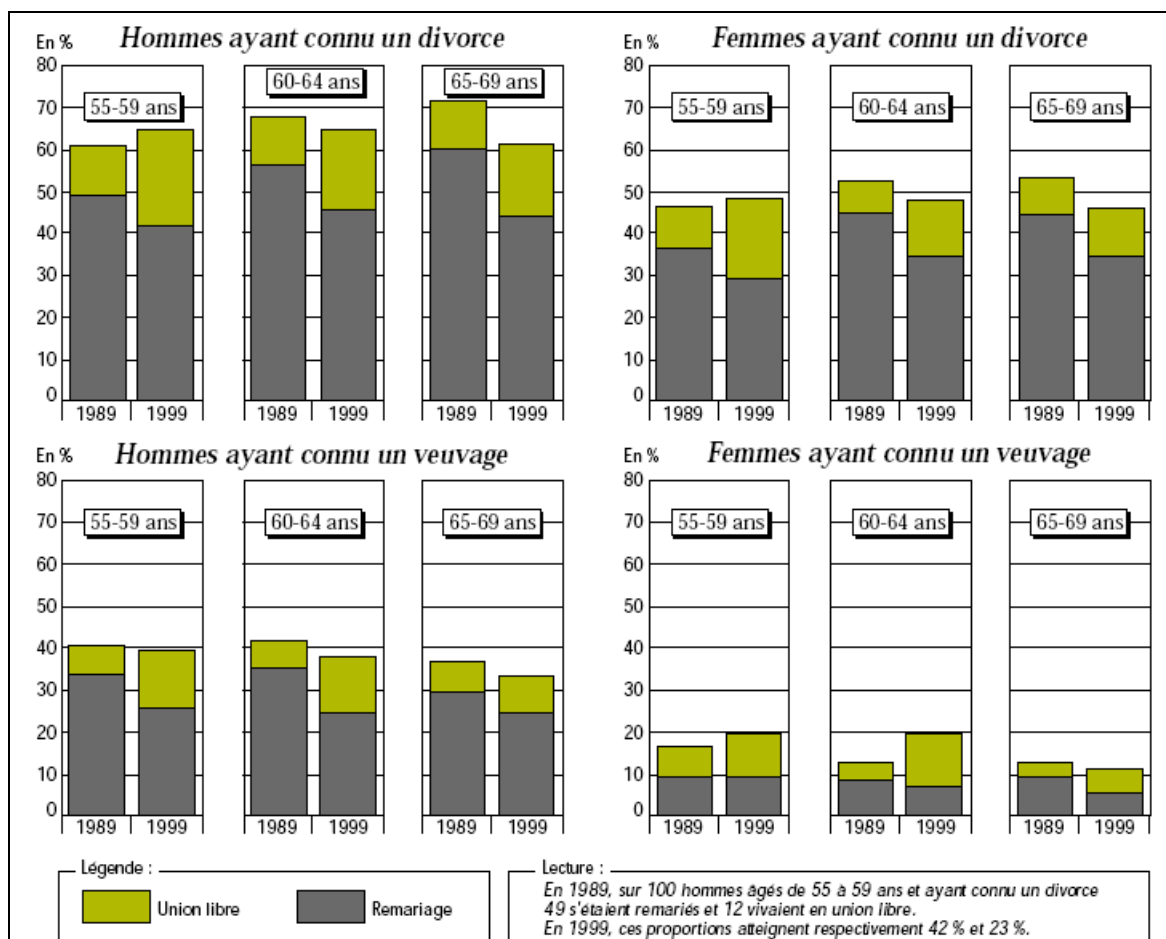 En %
Hommes ayant connu un divorce
80
70
60
50
40
30
20
10
0
55-59 ans
60-64 ans
65-69 ans
1989 1999
1989 1999
1989 1999
Femmes ayant connu un divorce
80
70
60
50
40
30
20
10
0
55-59 ans
60-64 ans
65-69 ans
1989 1999
1989 1999
1989 1999
En %
Hommes ayant connu un veuvage
80
70
60
50
40
30
20
10
0
55-59 ans
60-64 ans
65-69 ans
1989 1999
1989 1999
1989 1999
En %
Femmes ayant connu un veuvage
80
70
60
50
40
30
20
10
0
55-59 ans
60-64 ans
65-69 ans
1989 1999
1989 1999
1989 1999
Légende :
Union libre
Remariage
Lecture :
En 1989, sur 100 hommes âgés de 55 à 59 ans et ayant connu un divorce
49 s'étaient remariés et 12 vivaient en union libre.
En 1999, ces proportions atteignent respectivement 42 % et 23 %.